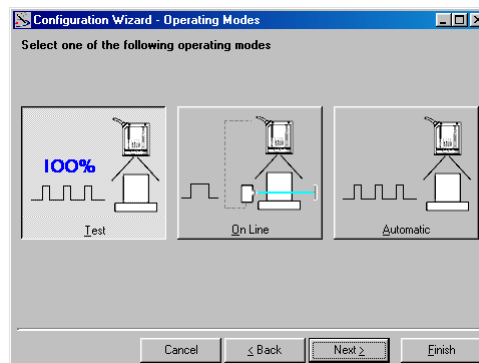 Configuration Wizard - Operating Modes
Select one of the following operating modes
100%
Test
On Line
Automatic
Cancel
< Back
Next >
Finish